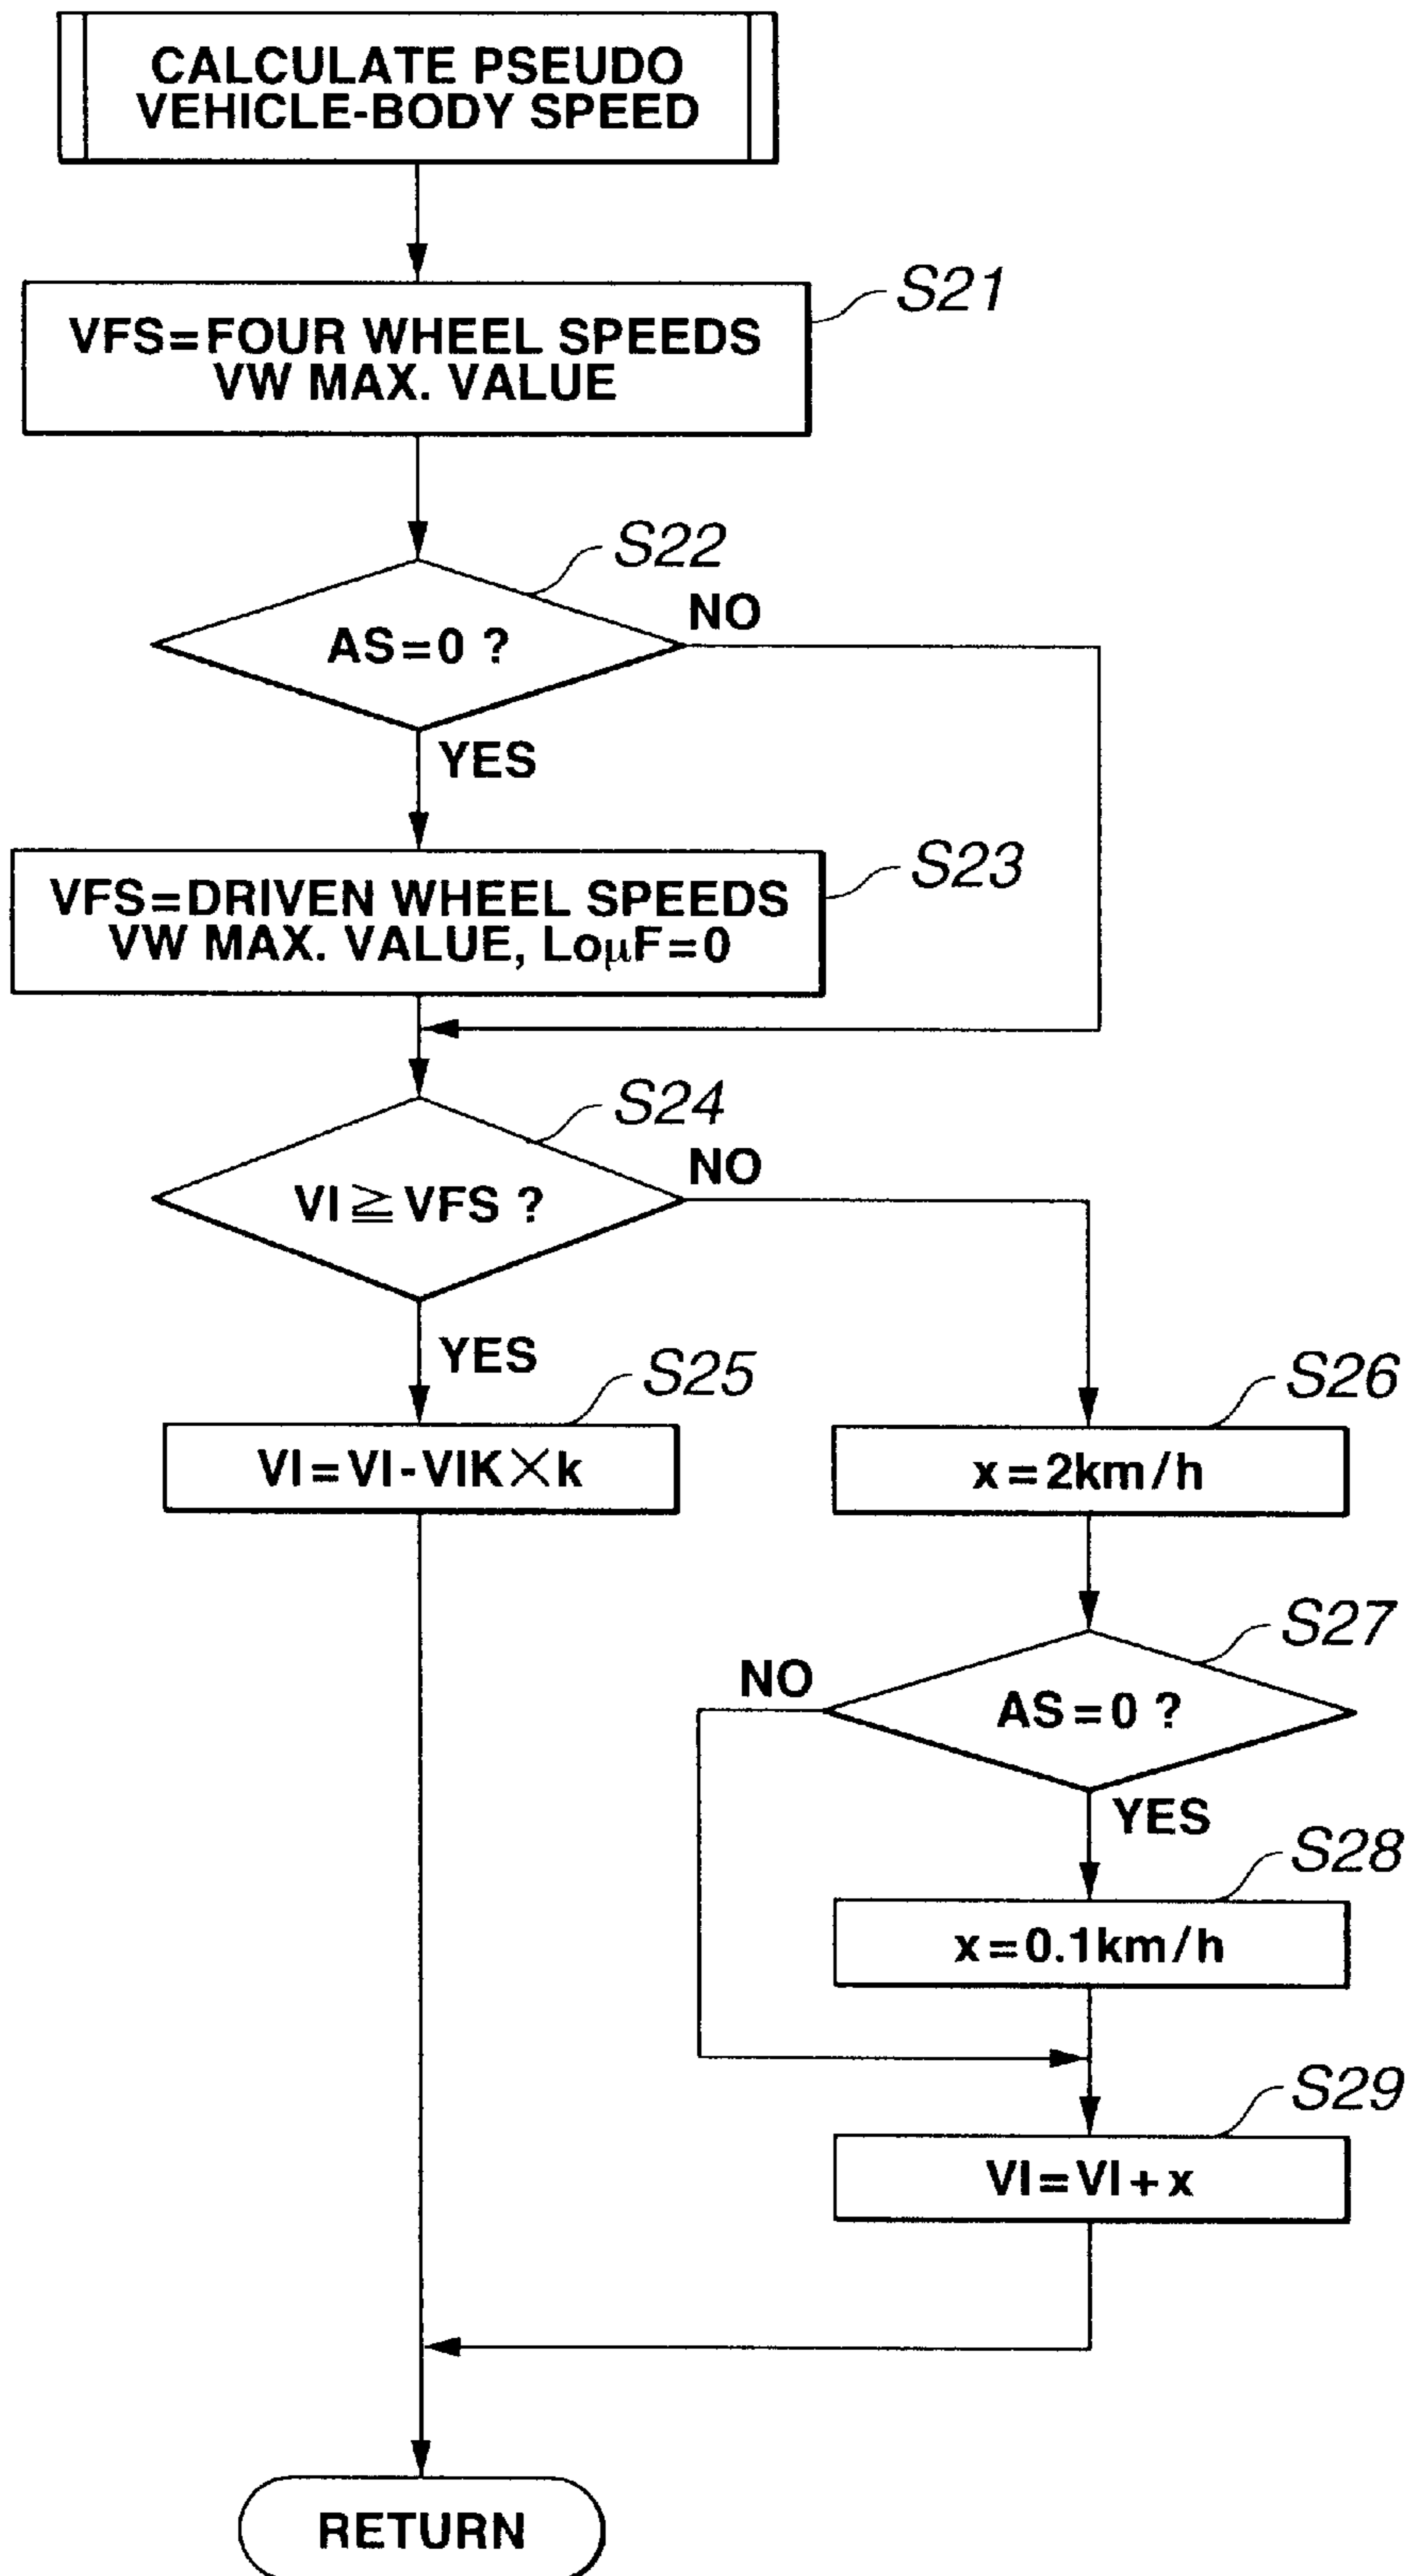 CALCULATE PSEUDO
VEHICLE-BODY SPEED
S21
VFS=FOUR WHEEL SPEEDS
VW MAX. VALUE
S22
NO
AS=0 ?
YES
S23
VFS=DRIVEN WHEEL SPEEDS
VW MAX. VALUE, LoμF=0
S24
NO
VI≧VFS ?
YES
S25
S26
VI=VI-VIK×k
x=2km/h
S27
NO
AS=0 ?
YES
S28
x=0.1km/h
S29
VI=VI+x
RETURN